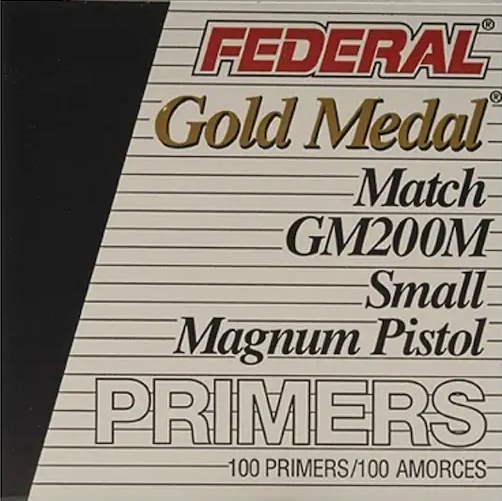 FEDERAL®
Gold Medal®
Match
GM200M
Small
Magnum Pistol
PRIMERS
100 PRIMERS/100 AMORCES